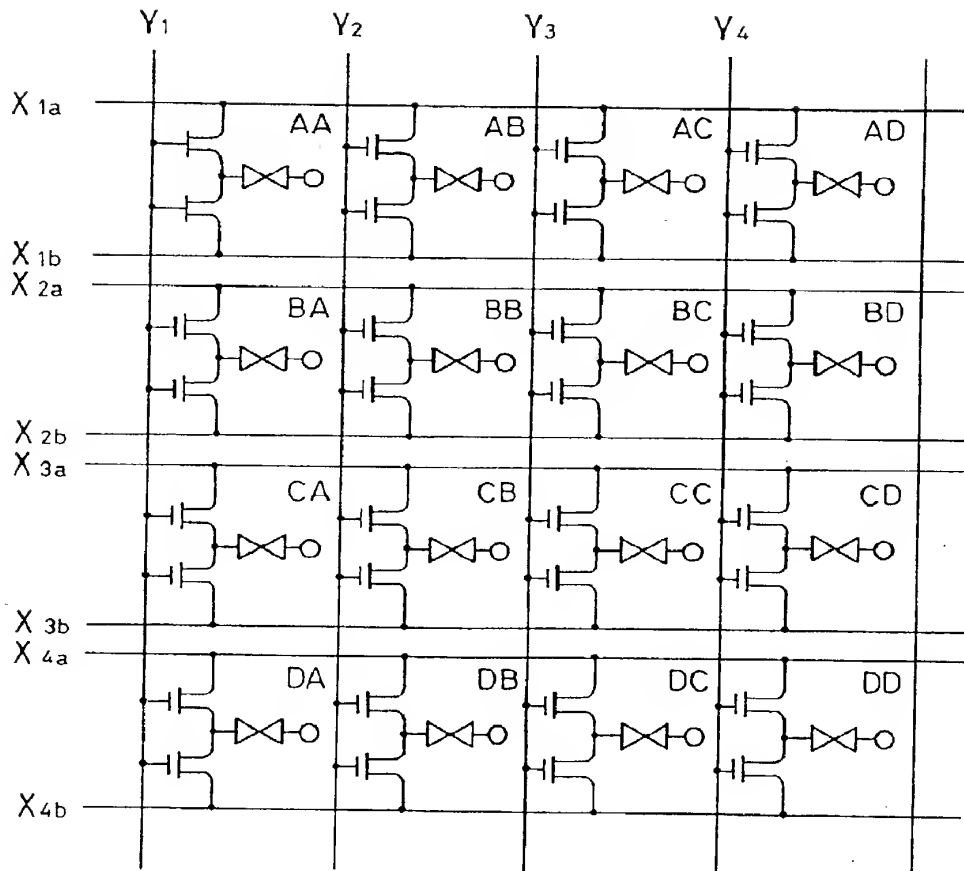 Y1 Y2 Y3 Y4
X1a
AA AB AC AD
X1b
X2a
BA BB BC BD
X2b
X3a
CA CB CC CD
X3b
X4a
DA DB DC DD
X4b